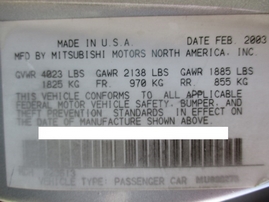 MADE IN U.S.A. DATE FEB 2003
MFD BY MITSUBISHI MOTORS NORTH AMERICA, INC.
GVWR 4023 LBS GAWR 2138 LBS GAWR 1885 LBS
1825 KG FR 970 KG RR 855 KG
THIS VEHICLE CONFORMS TO ALL APPLICABLE
FEDERAL MOTOR VEHICLE SAFETY, BUMPER, AND
THEFT PREVENTION STANDARDS IN EFFECT ON
THE DATE OF MANUFACTURE SHOWN ABOVE.
VEHICLE TYPE: PASSENGER CAR